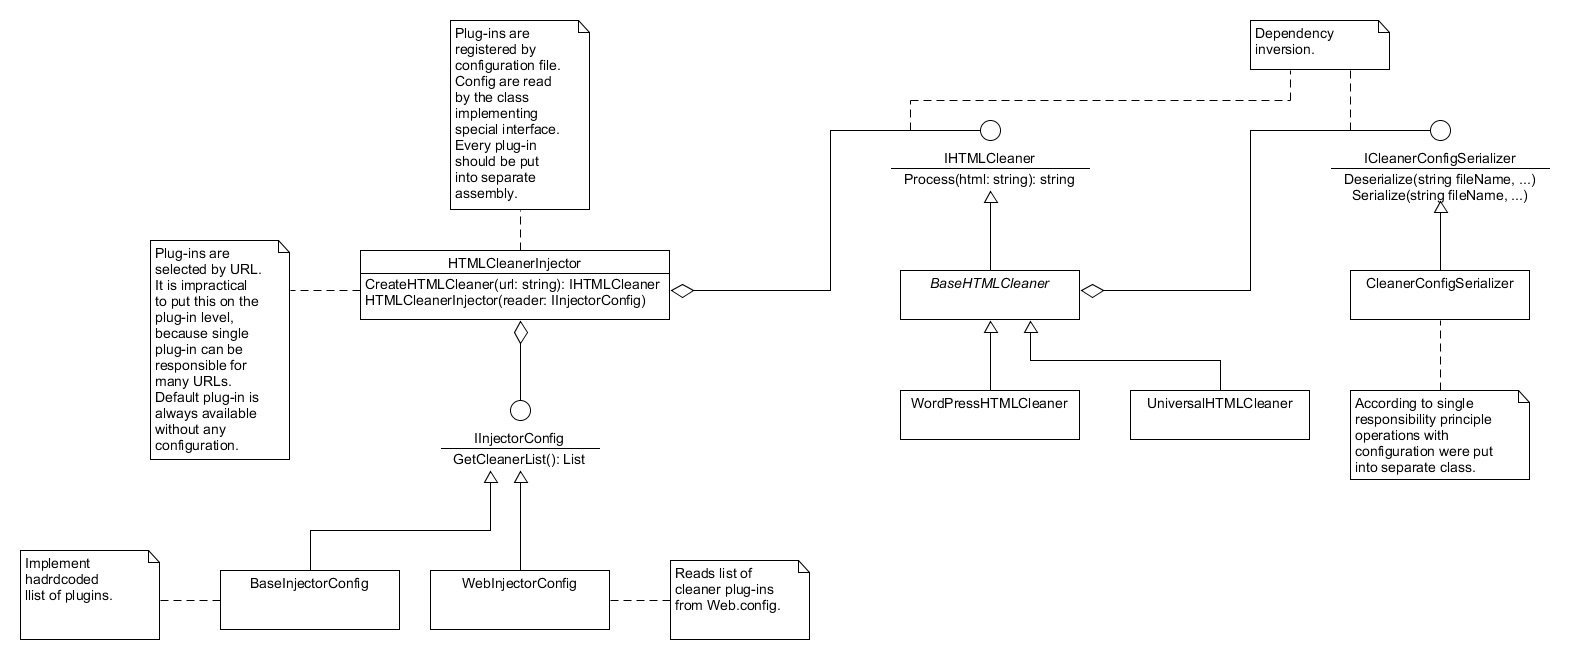 Plug-ins are
registered by
configuration file.
Config are read
by the class
implementing
special interface.
Every plug-in
should be put
into separate
assembly.
Dependency
inversion.
IHTMLCleaner
Process(html: string): string
ICleanerConfigSerializer
Deserialize(string fileName, ...)
Serialize(string fileName, ...)
Plug-ins are
selected by URL.
It is impractical
to put this on the
plug-in level,
because single
plug-in can be
responsible for
many URLs.
Default plug-in is
always available
without any
configuration.
HTMLCleanerInjector
CreateHTMLCleaner(url: string): IHTMLCleaner
HTMLCleanerInjector(reader: IInjectorConfig)
BaseHTMLCleaner
CleanerConfigSerializer
WordPressHTMLCleaner
UniversalHTMLCleaner
According to single
responsibility principle
operations with
configuration were put
into separate class.
IInjectorConfig
GetCleanerList(): List
Implement
hadrdcoded
llist of plugins.
BaseInjectorConfig
WebInjectorConfig
Reads list of
cleaner plug-ins
from Web.config.